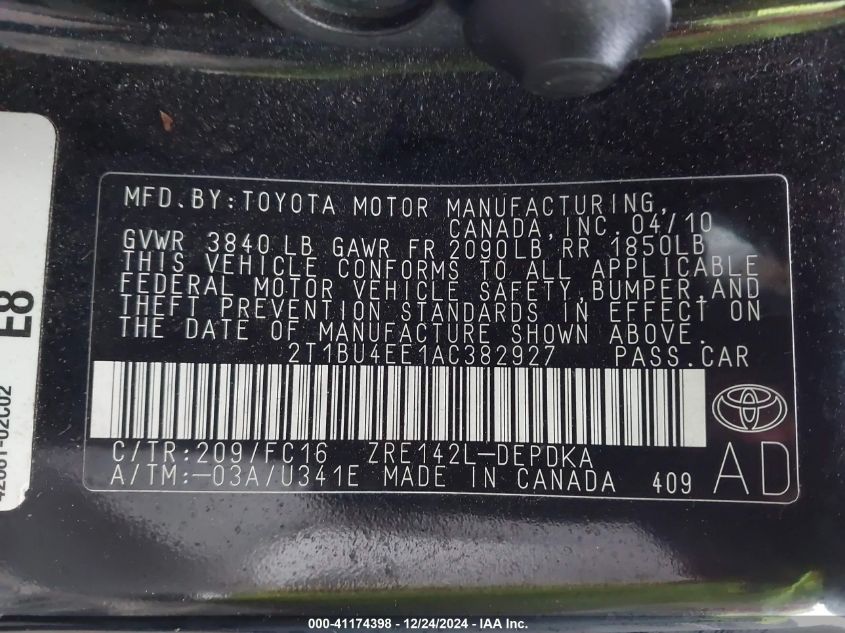 MFD.BY:TOYOTA MOTOR MANUFACTURING,
CANADA,INC. 04/10
GVWR 3840 LB GAWR FR 2090LB RR 1850LB
THIS VEHICLE CONFORMS TO ALL APPLICABLE
FEDERAL MOTOR VEHICLE SAFETY,BUMPER,AND
THEFT PREVENTION STANDARDS IN EFFECT ON
THE DATE OF MANUFACTURE SHOWN ABOVE.
2T1BU4EE1AC382927 PASS.CAR
C/TR:209/FC16 ZRE142L-DEPDKA
A/TM:-03A/U341E MADE IN CANADA 409
AD
E8
000-41174398 - 12/24/2024 - IAA Inc.